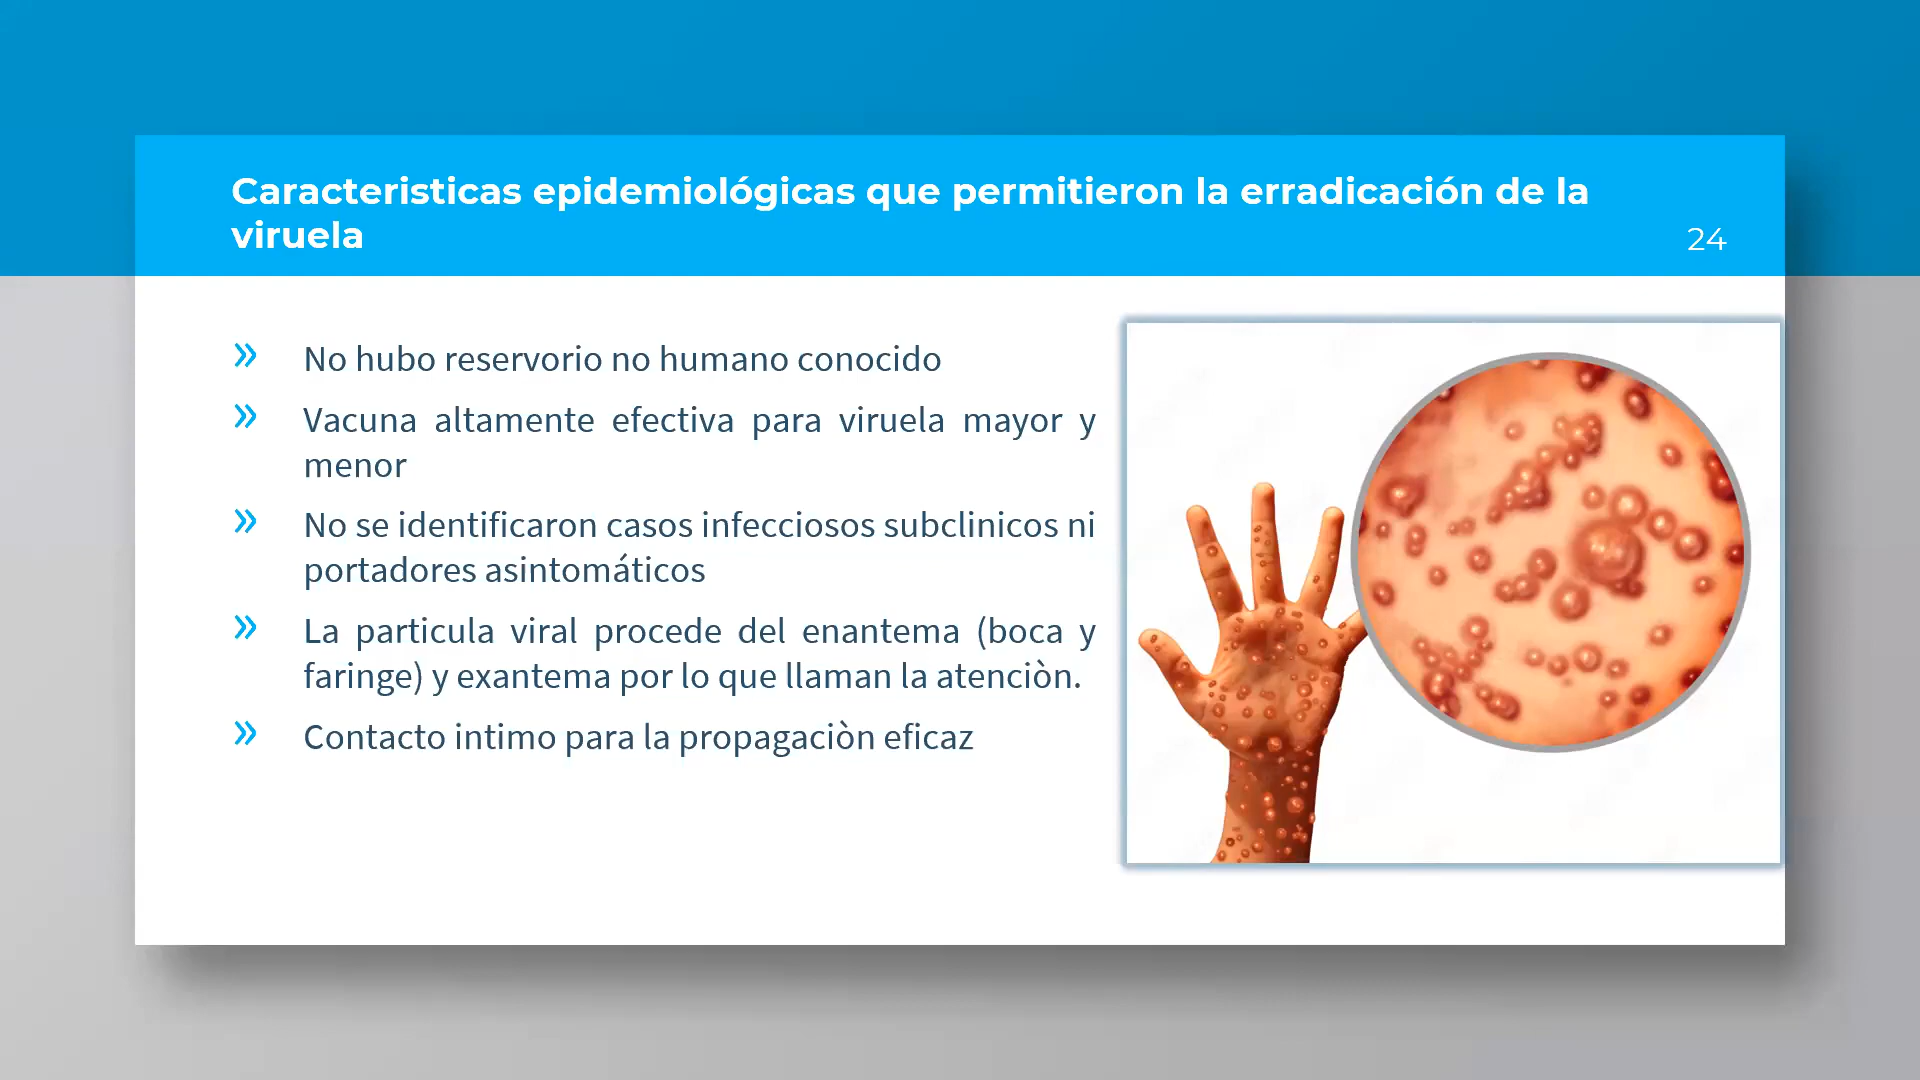 Caracteristicas epidemiológicas que permitieron la erradicación de la
viruela
24
» No hubo reservorio no humano conocido
» Vacuna altamente efectiva para viruela mayor y
menor
» No se identificaron casos infecciosos subclinicos ni
portadores asintomáticos
» La particula viral procede del enantema (boca y
faringe) y exantema por lo que llaman la atenciòn.
» Contacto intimo para la propagaciòn eficaz